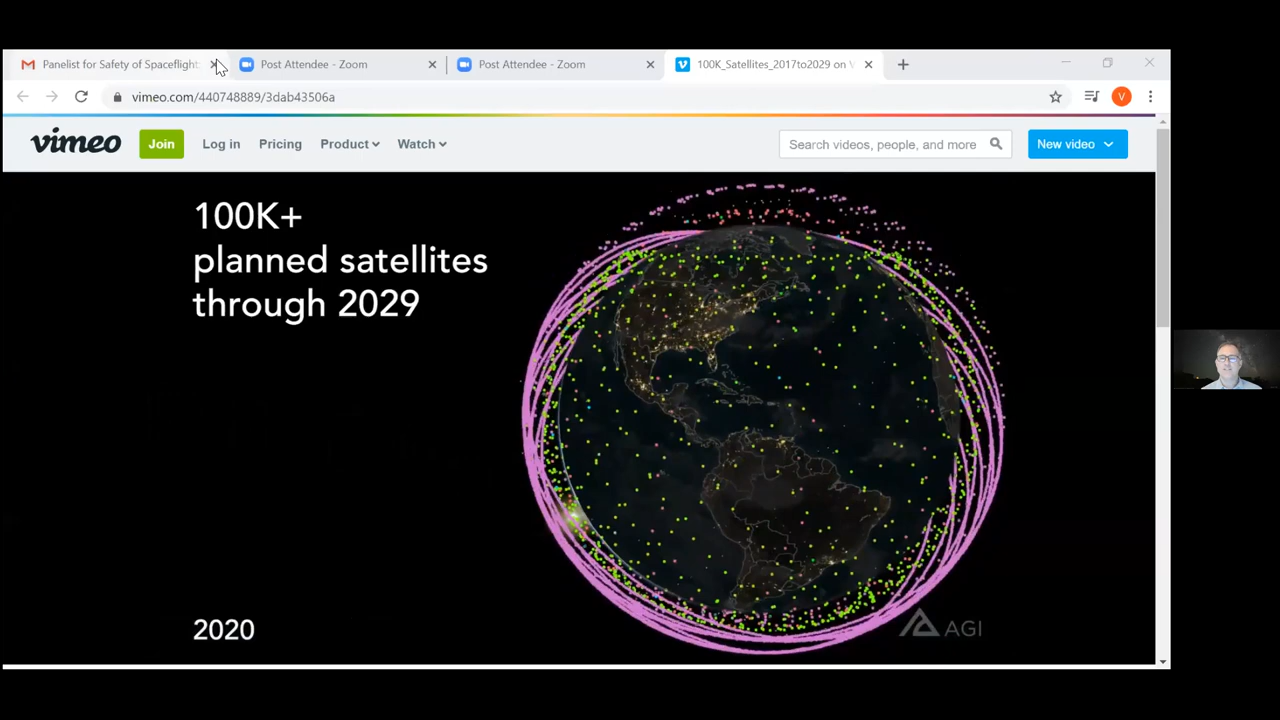 Panelist for Safety of Spaceflight
Post Attendee - Zoom
Post Attendee - Zoom
100K_Satellites_2017to2029 on V
vimeo.com/440748889/3dab43506a
V
vimeo
Join
Log in
Pricing
Product
Watch
Search videos, people, and more
New video
100K+
planned satellites
through 2029
2020
AGI